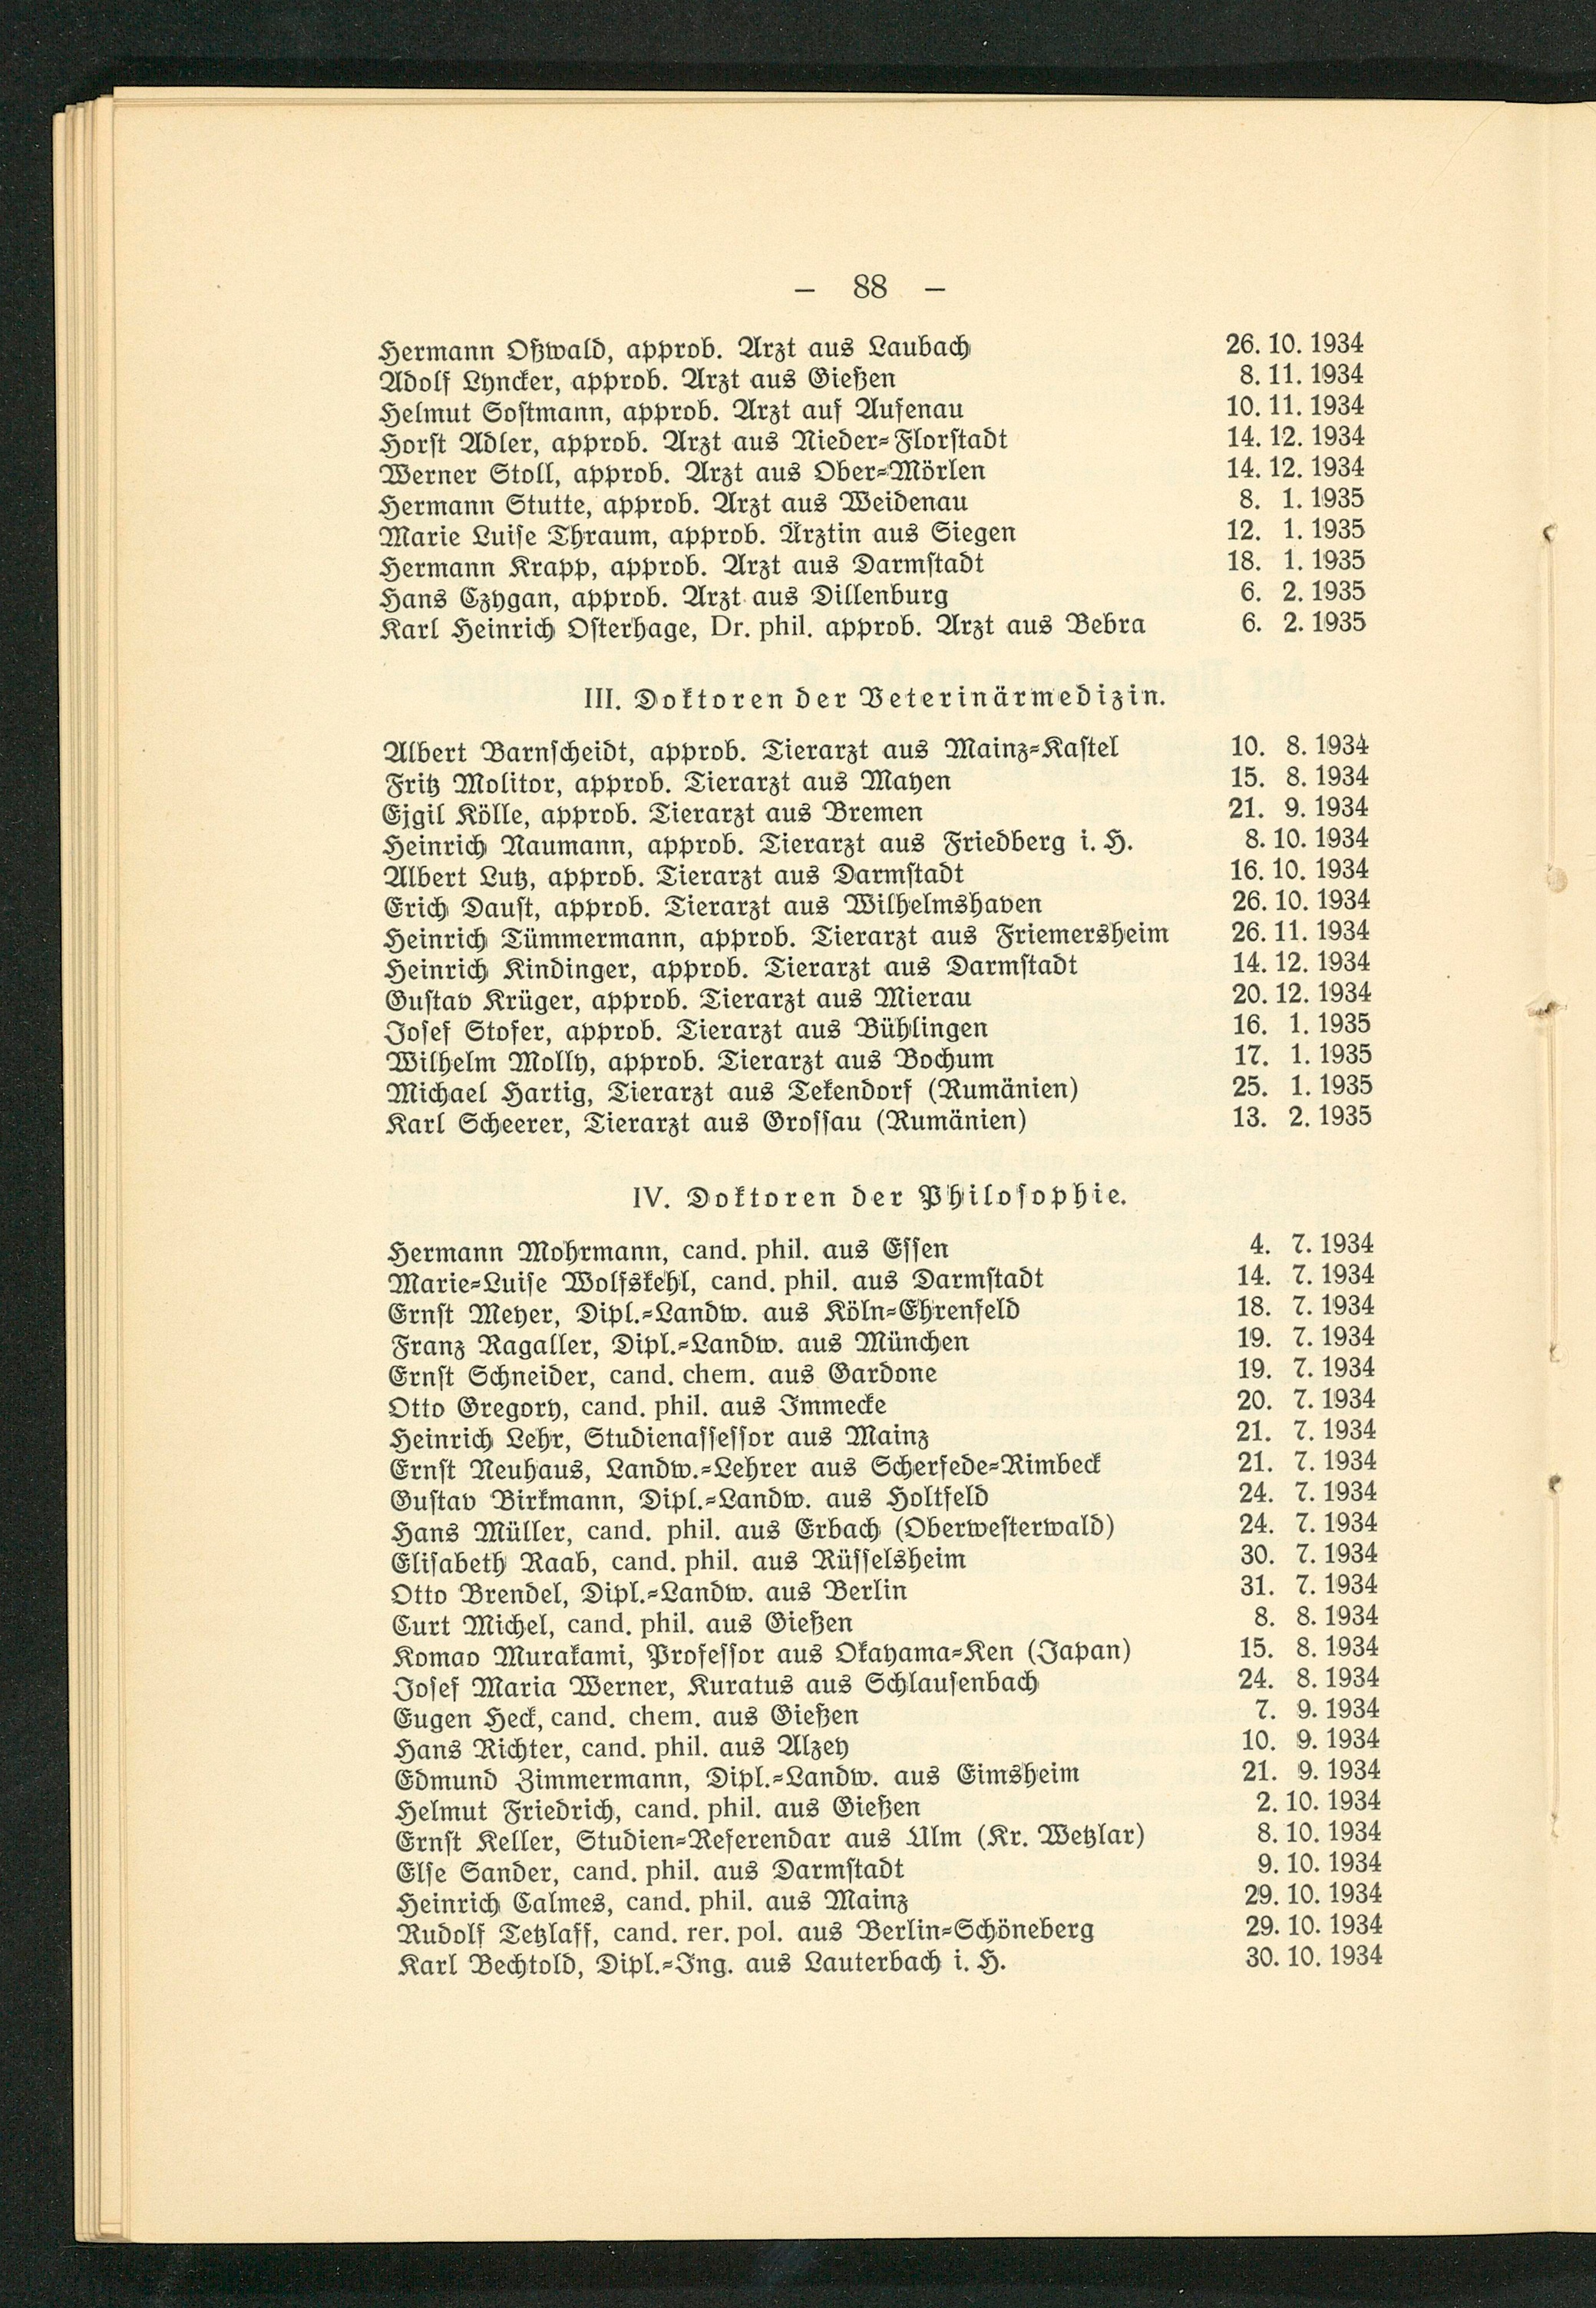 — 88 —
Hermann Oßwald, approb. Arzt aus Laubach 26. 10. 1934
Adolf Lyncker, approb. Arzt aus Gießen 8. 11. 1934
Helmut Sostmann, approb. Arzt auf Aufenau 10. 11. 1934
Horst Adler, approb. Arzt aus Nieder-Florstadt 14. 12. 1934
Werner Stoll, approb. Arzt aus Ober-Mörlen 14. 12. 1934
Hermann Stutte, approb. Arzt aus Weidenau 8. 1. 1935
Marie Luise Thraum, approb. Ärztin aus Siegen 12. 1. 1935
Hermann Krapp, approb. Arzt aus Darmstadt 18. 1. 1935
Hans Czygan, approb. Arzt aus Dillenburg 6. 2. 1935
Karl Heinrich Osterhage, Dr. phil. approb. Arzt aus Bebra 6. 2. 1935
III. Doktoren der Veterinärmedizin.
Albert Barnscheidt, approb. Tierarzt aus Mainz-Kastel 10. 8. 1934
Fritz Molitor, approb. Tierarzt aus Mayen 15. 8. 1934
Ejgil Kölle, approb. Tierarzt aus Bremen 21. 9. 1934
Heinrich Naumann, approb. Tierarzt aus Friedberg i. H. 8. 10. 1934
Albert Lutz, approb. Tierarzt aus Darmstadt 16. 10. 1934
Erich Daust, approb. Tierarzt aus Wilhelmshaven 26. 10. 1934
Heinrich Tümmermann, approb. Tierarzt aus Friemersheim 26. 11. 1934
Heinrich Kindinger, approb. Tierarzt aus Darmstadt 14. 12. 1934
Gustav Krüger, approb. Tierarzt aus Mierau 20. 12. 1934
Josef Stofer, approb. Tierarzt aus Bühlingen 16. 1. 1935
Wilhelm Molly, approb. Tierarzt aus Bochum 17. 1. 1935
Michael Hartig, Tierarzt aus Tekendorf (Rumänien) 25. 1. 1935
Karl Scheerer, Tierarzt aus Grossau (Rumänien) 13. 2. 1935
IV. Doktoren der Philosophie.
Hermann Mohrmann, cand. phil. aus Essen 4. 7. 1934
Marie-Luise Wolfskehl, cand. phil. aus Darmstadt 14. 7. 1934
Ernst Meyer, Dipl.-Landw. aus Köln-Ehrenfeld 18. 7. 1934
Franz Ragaller, Dipl.-Landw. aus München 19. 7. 1934
Ernst Schneider, cand. chem. aus Gardone 19. 7. 1934
Otto Gregory, cand. phil. aus Immecke 20. 7. 1934
Heinrich Lehr, Studienassessor aus Mainz 21. 7. 1934
Ernst Neuhaus, Landw.-Lehrer aus Scherfede-Rimbeck 21. 7. 1934
Gustav Birkmann, Dipl.-Landw. aus Holtfeld 24. 7. 1934
Hans Müller, cand. phil. aus Erbach (Oberwesterwald) 24. 7. 1934
Elisabeth Raab, cand. phil. aus Rüsselsheim 30. 7. 1934
Otto Brendel, Dipl.-Landw. aus Berlin 31. 7. 1934
Curt Michel, cand. phil. aus Gießen 8. 8. 1934
Komao Murakami, Professor aus Okayama-Ken (Japan) 15. 8. 1934
Josef Maria Werner, Kuratus aus Schlausenbach 24. 8. 1934
Eugen Heck, cand. chem. aus Gießen 7. 9. 1934
Hans Richter, cand. phil. aus Alzey 10. 9. 1934
Edmund Zimmermann, Dipl.-Landw. aus Eimsheim 21. 9. 1934
Helmut Friedrich, cand. phil. aus Gießen 2. 10. 1934
Ernst Keller, Studien-Referendar aus Ulm (Kr. Wetzlar) 8. 10. 1934
Else Sander, cand. phil. aus Darmstadt 9. 10. 1934
Heinrich Calmes, cand. phil. aus Mainz 29. 10. 1934
Rudolf Tetzlaff, cand. rer. pol. aus Berlin-Schöneberg 29. 10. 1934
Karl Bechtold, Dipl.-Ing. aus Lauterbach i. H. 30. 10. 1934